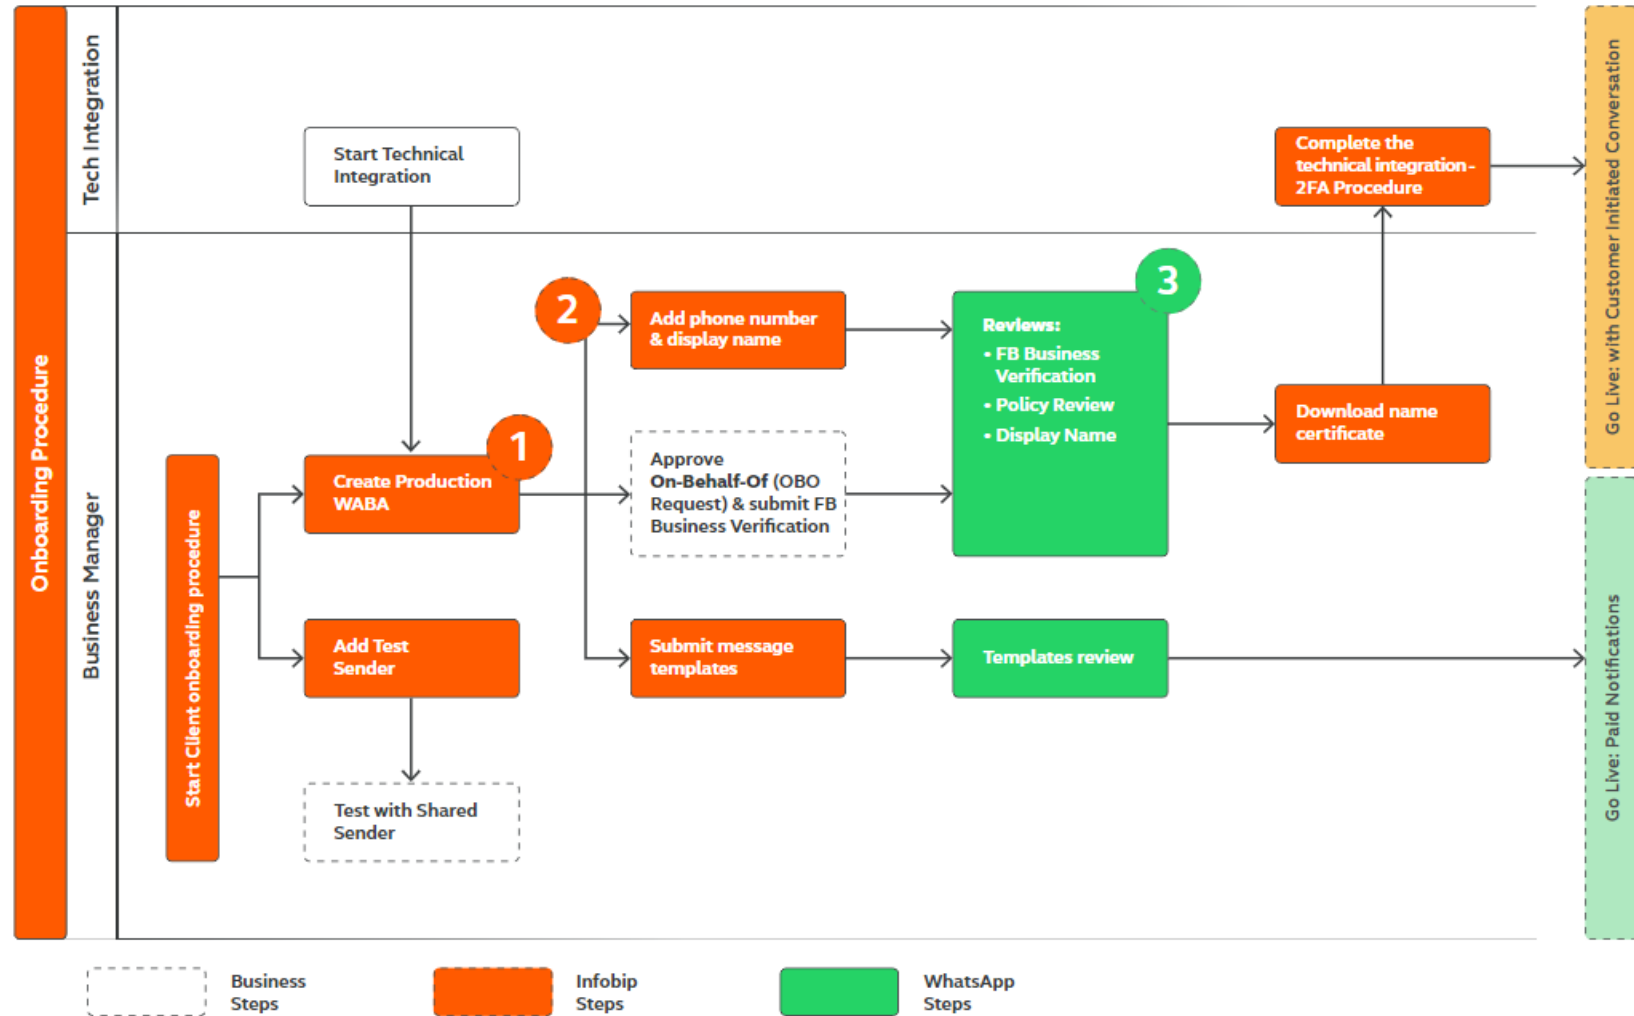 Onboarding Procedure
Tech Integration
Business Manager
Start Technical
Integration
Complete the
technical integration-
2FA Procedure
Go Live: with Customer Initiated Conversation
2
Add phone number
& display name
3
Reviews:
• FB Business
Verification
• Policy Review
• Display Name
Download name
certificate
1
Create Production
WABA
Approve
On-Behalf-Of (OBO
Request) & submit FB
Business Verification
Start Client onboarding procedure
Add Test
Sender
Submit message
templates
Templates review
Go Live: Paid Notifications
Test with Shared
Sender
Business
Steps
Infobip
Steps
WhatsApp
Steps